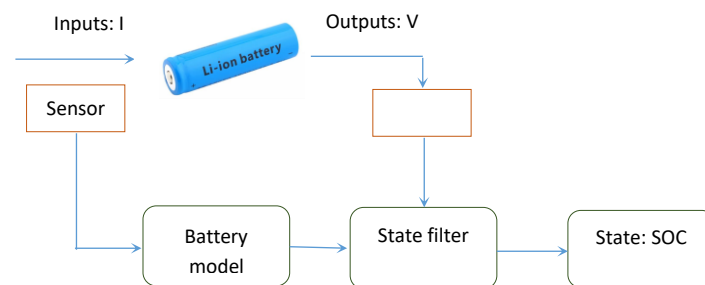 Inputs: I
Outputs: V
Li-ion battery
Sensor
Battery
model
State filter
State: SOC